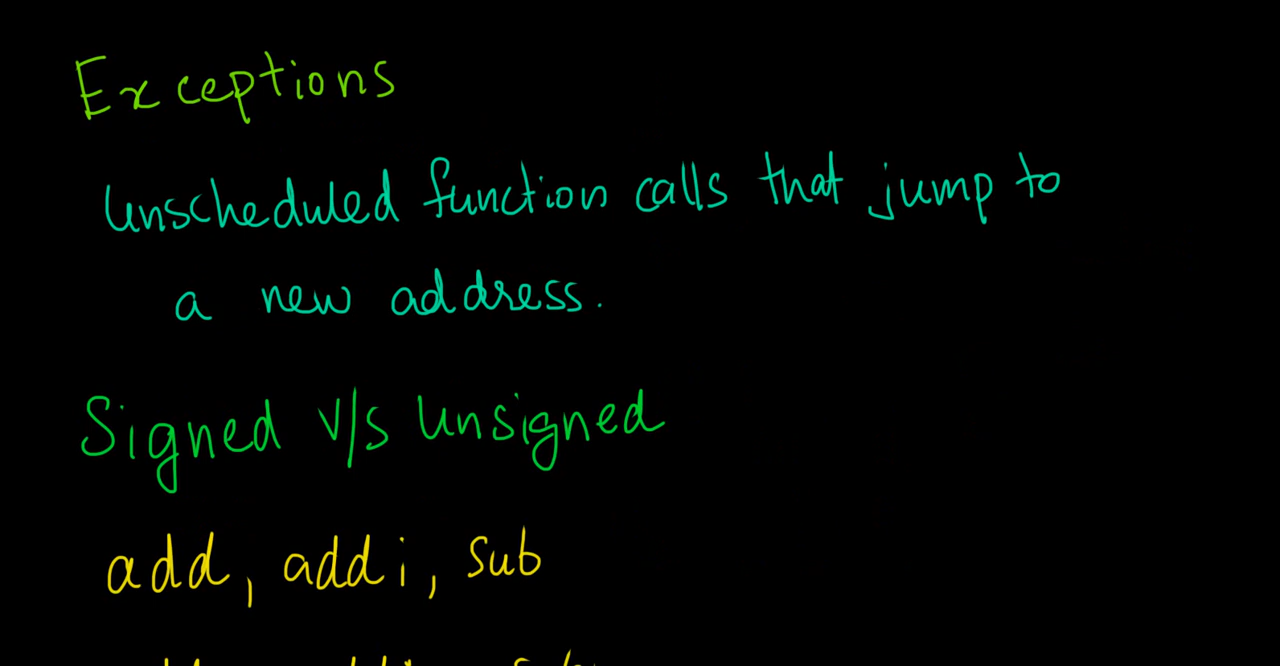 Exceptions
Unscheduled function calls that jump to
a new address.
Signed v/s Unsigned
add, addi, sub